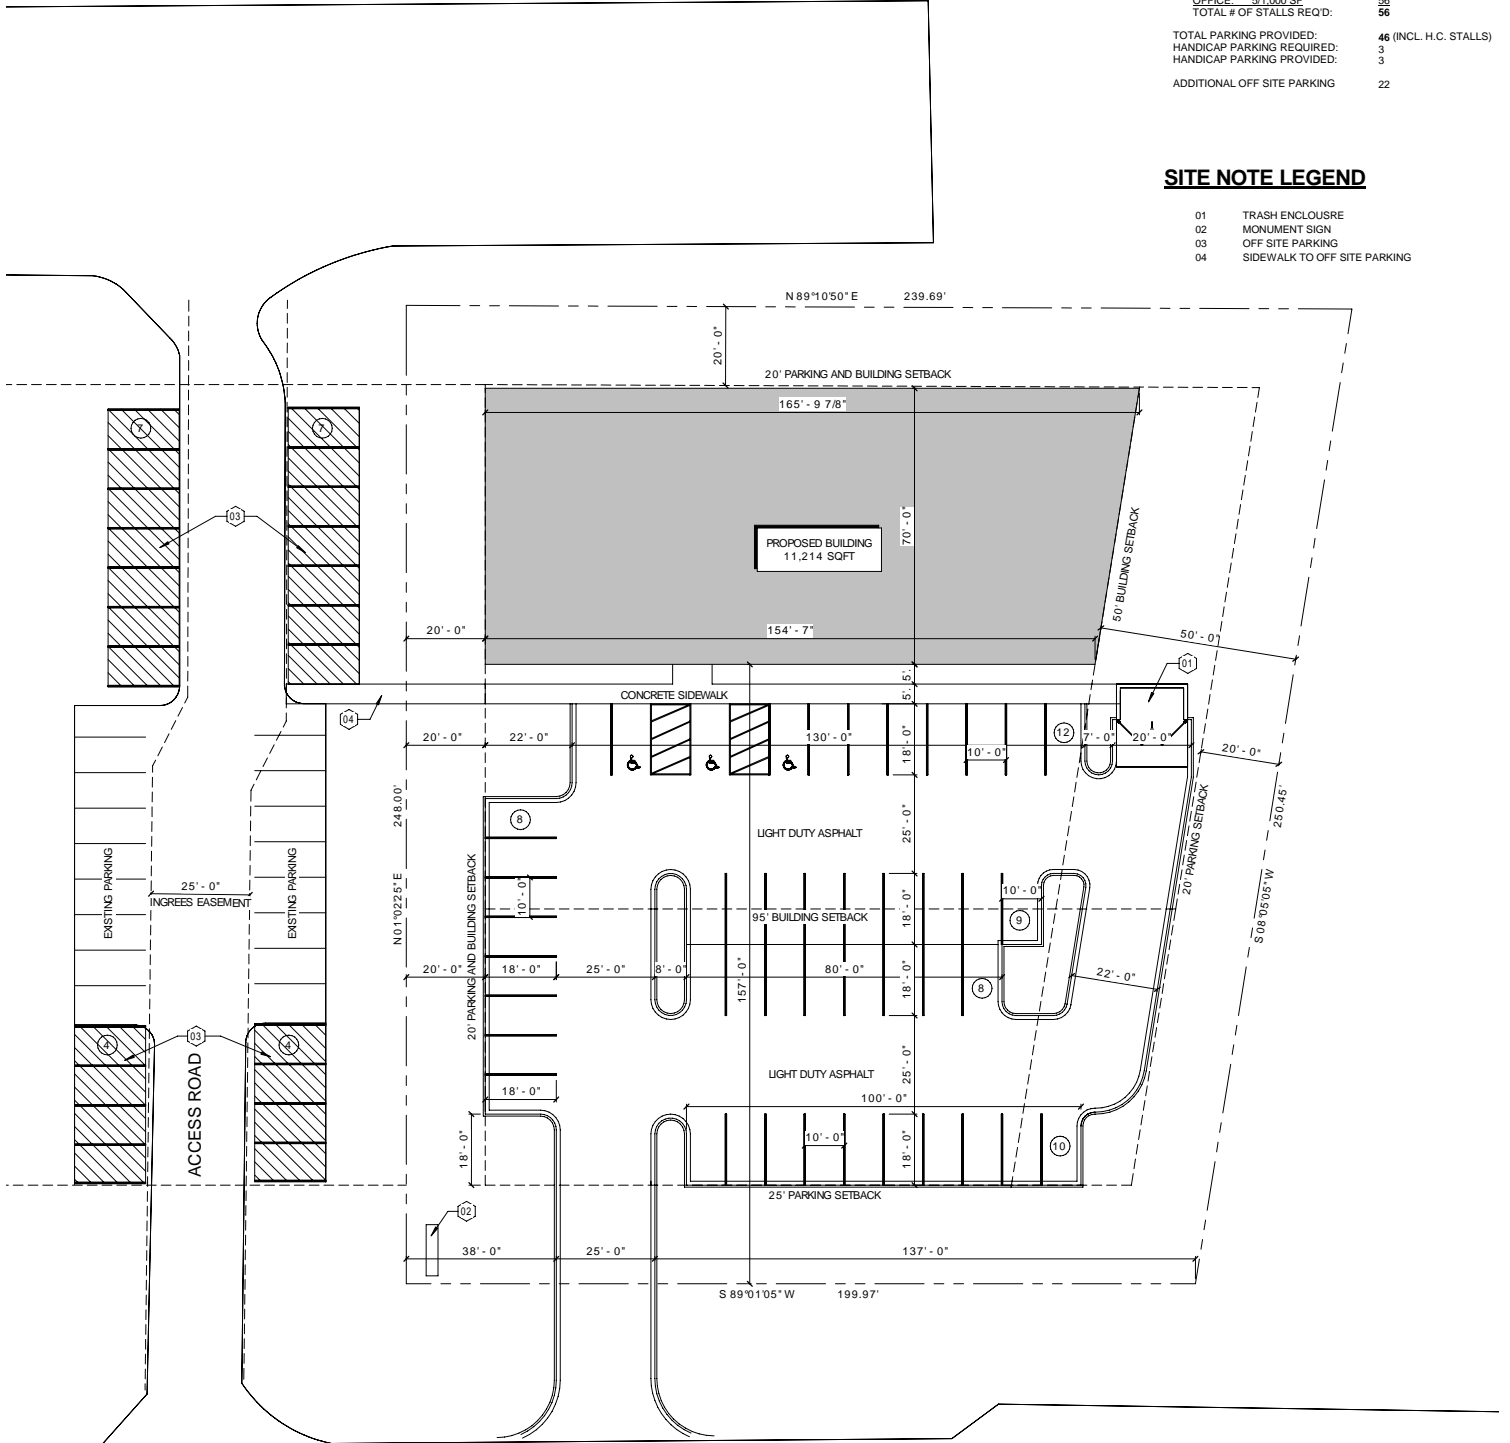 OFFICE: 5/1,000 SF 56
TOTAL # OF STALLS REQ'D: 56
TOTAL PARKING PROVIDED: 46 (INCL. H.C. STALLS)
HANDICAP PARKING REQUIRED: 3
HANDICAP PARKING PROVIDED: 3
ADDITIONAL OFF SITE PARKING 22
SITE NOTE LEGEND
01 TRASH ENCLOUSRE
02 MONUMENT SIGN
03 OFF SITE PARKING
04 SIDEWALK TO OFF SITE PARKING
N 89°10'50" E 239.69'
20' - 0"
20' PARKING AND BUILDING SETBACK
165' - 9 7/8"
7
7
03
70' - 0"
PROPOSED BUILDING
11,214 SQFT
50' BUILDING SETBACK
20' - 0"
154' - 7"
50' - 0"
01
5'
CONCRETE SIDEWALK
5'
04
12
20' - 0"
22' - 0"
130' - 0"
18' - 0"
10' - 0"
7' - 0"
20' - 0"
20' - 0"
248.00'
N 01°02'25" E
8
LIGHT DUTY ASPHALT
25' - 0"
20' PARKING SETBACK
250.45'
S 08°05'05" W
EXISTING PARKING
25' - 0"
INGREES EASEMENT
EXISTING PARKING
20' PARKING AND BUILDING SETBACK
10' - 0"
95' BUILDING SETBACK
18' - 0"
10' - 0"
9
20' - 0"
18' - 0"
25' - 0"
8' - 0"
157' - 0"
80' - 0"
18' - 0"
8
22' - 0"
4
03
4
ACCESS ROAD
LIGHT DUTY ASPHALT
25' - 0"
18' - 0"
100' - 0"
18' - 0"
10' - 0"
18' - 0"
10
25' PARKING SETBACK
02
38' - 0"
25' - 0"
137' - 0"
S 89°01'05" W 199.97'